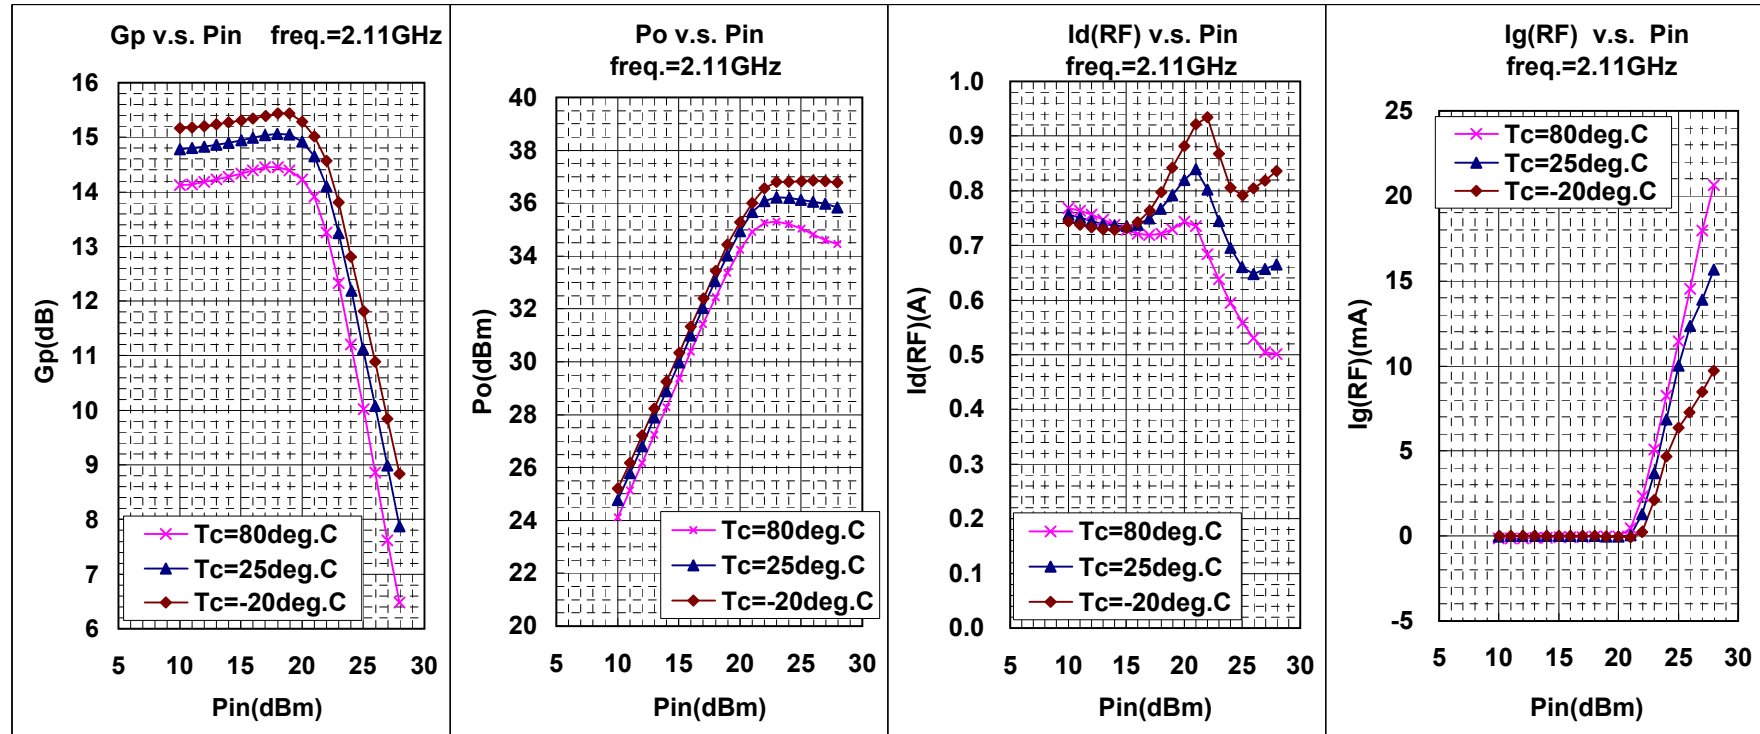 Gp v.s. Pin freq.=2.11GHz
16
15
14
13
12
11
10
9
8
7
6
Gp(dB)
Tc=80deg.C
Tc=25deg.C
Tc=-20deg.C
5 10 15 20 25 30
Pin(dBm)
Po v.s. Pin
freq.=2.11GHz
40
38
36
34
32
30
28
26
24
22
20
Po(dBm)
Tc=80deg.C
Tc=25deg.C
Tc=-20deg.C
5 10 15 20 25 30
Pin(dBm)
Id(RF) v.s. Pin
freq.=2.11GHz
1.0
0.9
0.8
0.7
0.6
0.5
0.4
0.3
0.2
0.1
0.0
Id(RF)(A)
Tc=80deg.C
Tc=25deg.C
Tc=-20deg.C
5 10 15 20 25 30
Pin(dBm)
Ig(RF) v.s. Pin
freq.=2.11GHz
25
20
15
10
5
0
-5
Ig(RF)(mA)
Tc=80deg.C
Tc=25deg.C
Tc=-20deg.C
5 10 15 20 25 30
Pin(dBm)